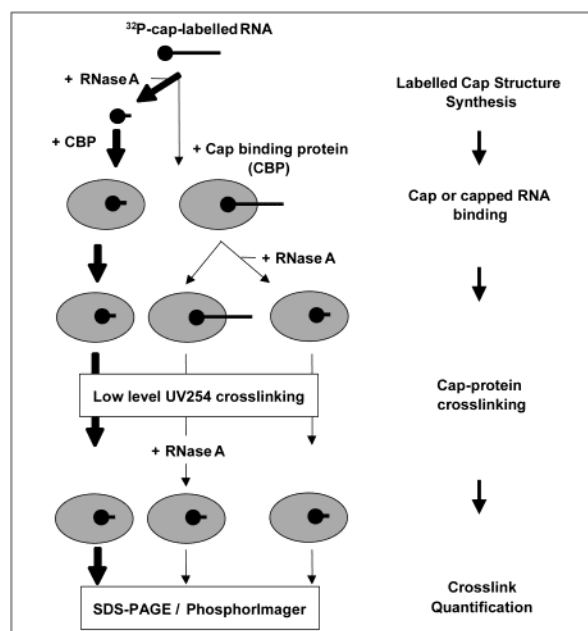 ³²P-cap-labelled RNA
+ RNase A
Labelled Cap Structure
Synthesis
+ CBP
+ Cap binding protein
(CBP)
Cap or capped RNA
binding
+ RNase A
Low level UV254 crosslinking
Cap-protein
crosslinking
+ RNase A
SDS-PAGE / PhosphorImager
Crosslink
Quantification